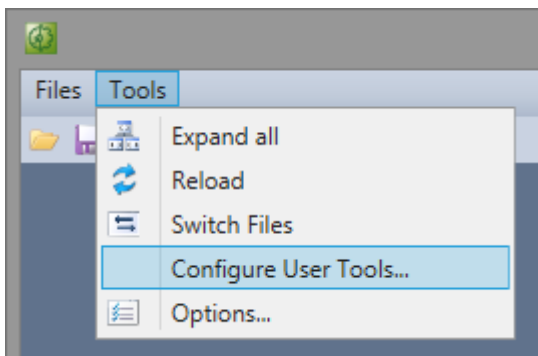 Files Tools
Expand all
Reload
Switch Files
Configure User Tools...
Options...